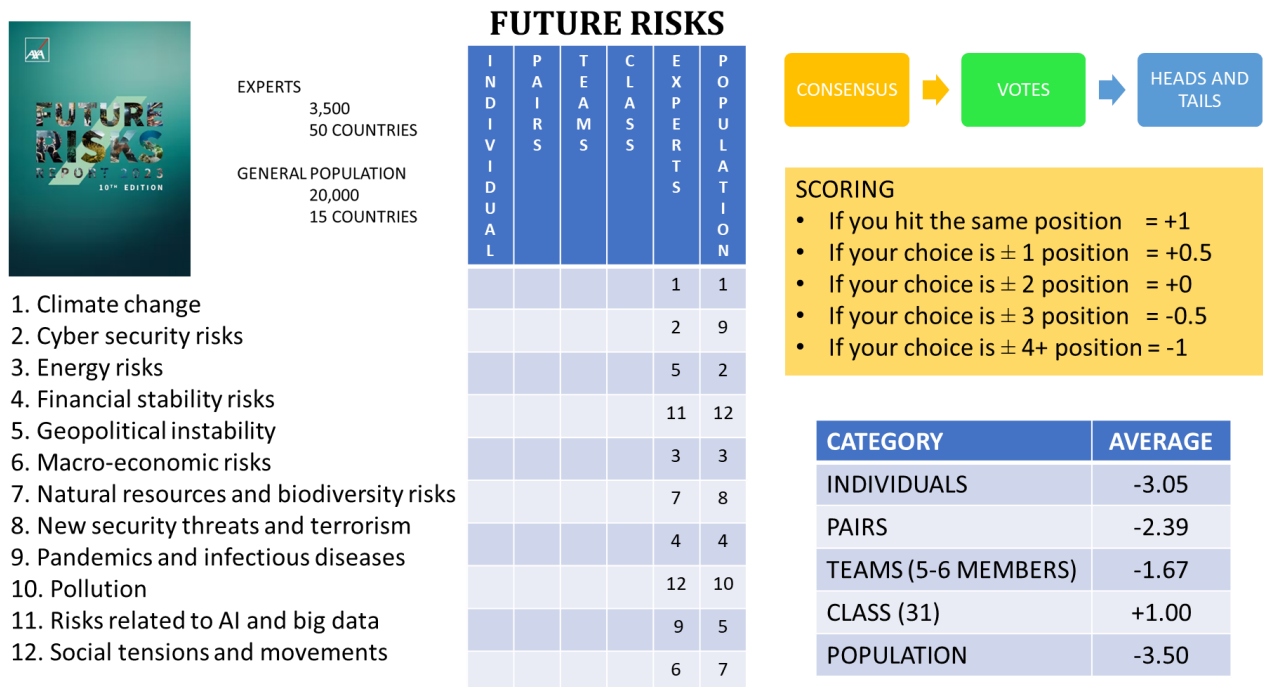 FUTURE RISKS
AXA
FUTURE
RISKS
REPORT 2023
10TH EDITION
EXPERTS
3,500
50 COUNTRIES
GENERAL POPULATION
20,000
15 COUNTRIES
1. Climate change
2. Cyber security risks
3. Energy risks
4. Financial stability risks
5. Geopolitical instability
6. Macro-economic risks
7. Natural resources and biodiversity risks
8. New security threats and terrorism
9. Pandemics and infectious diseases
10. Pollution
11. Risks related to AI and big data
12. Social tensions and movements
INDIVIDUAL PAIRS TEAMS CLASS EXPERTS POPULATION
1 1
2 9
5 2
11 12
3 3
7 8
4 4
12 10
9 5
6 7
CONSENSUS
VOTES
HEADS AND
TAILS
SCORING
• If you hit the same position = +1
• If your choice is ± 1 position = +0.5
• If your choice is ± 2 position = +0
• If your choice is ± 3 position = -0.5
• If your choice is ± 4+ position = -1
CATEGORY AVERAGE
INDIVIDUALS -3.05
PAIRS -2.39
TEAMS (5-6 MEMBERS) -1.67
CLASS (31) +1.00
POPULATION -3.50